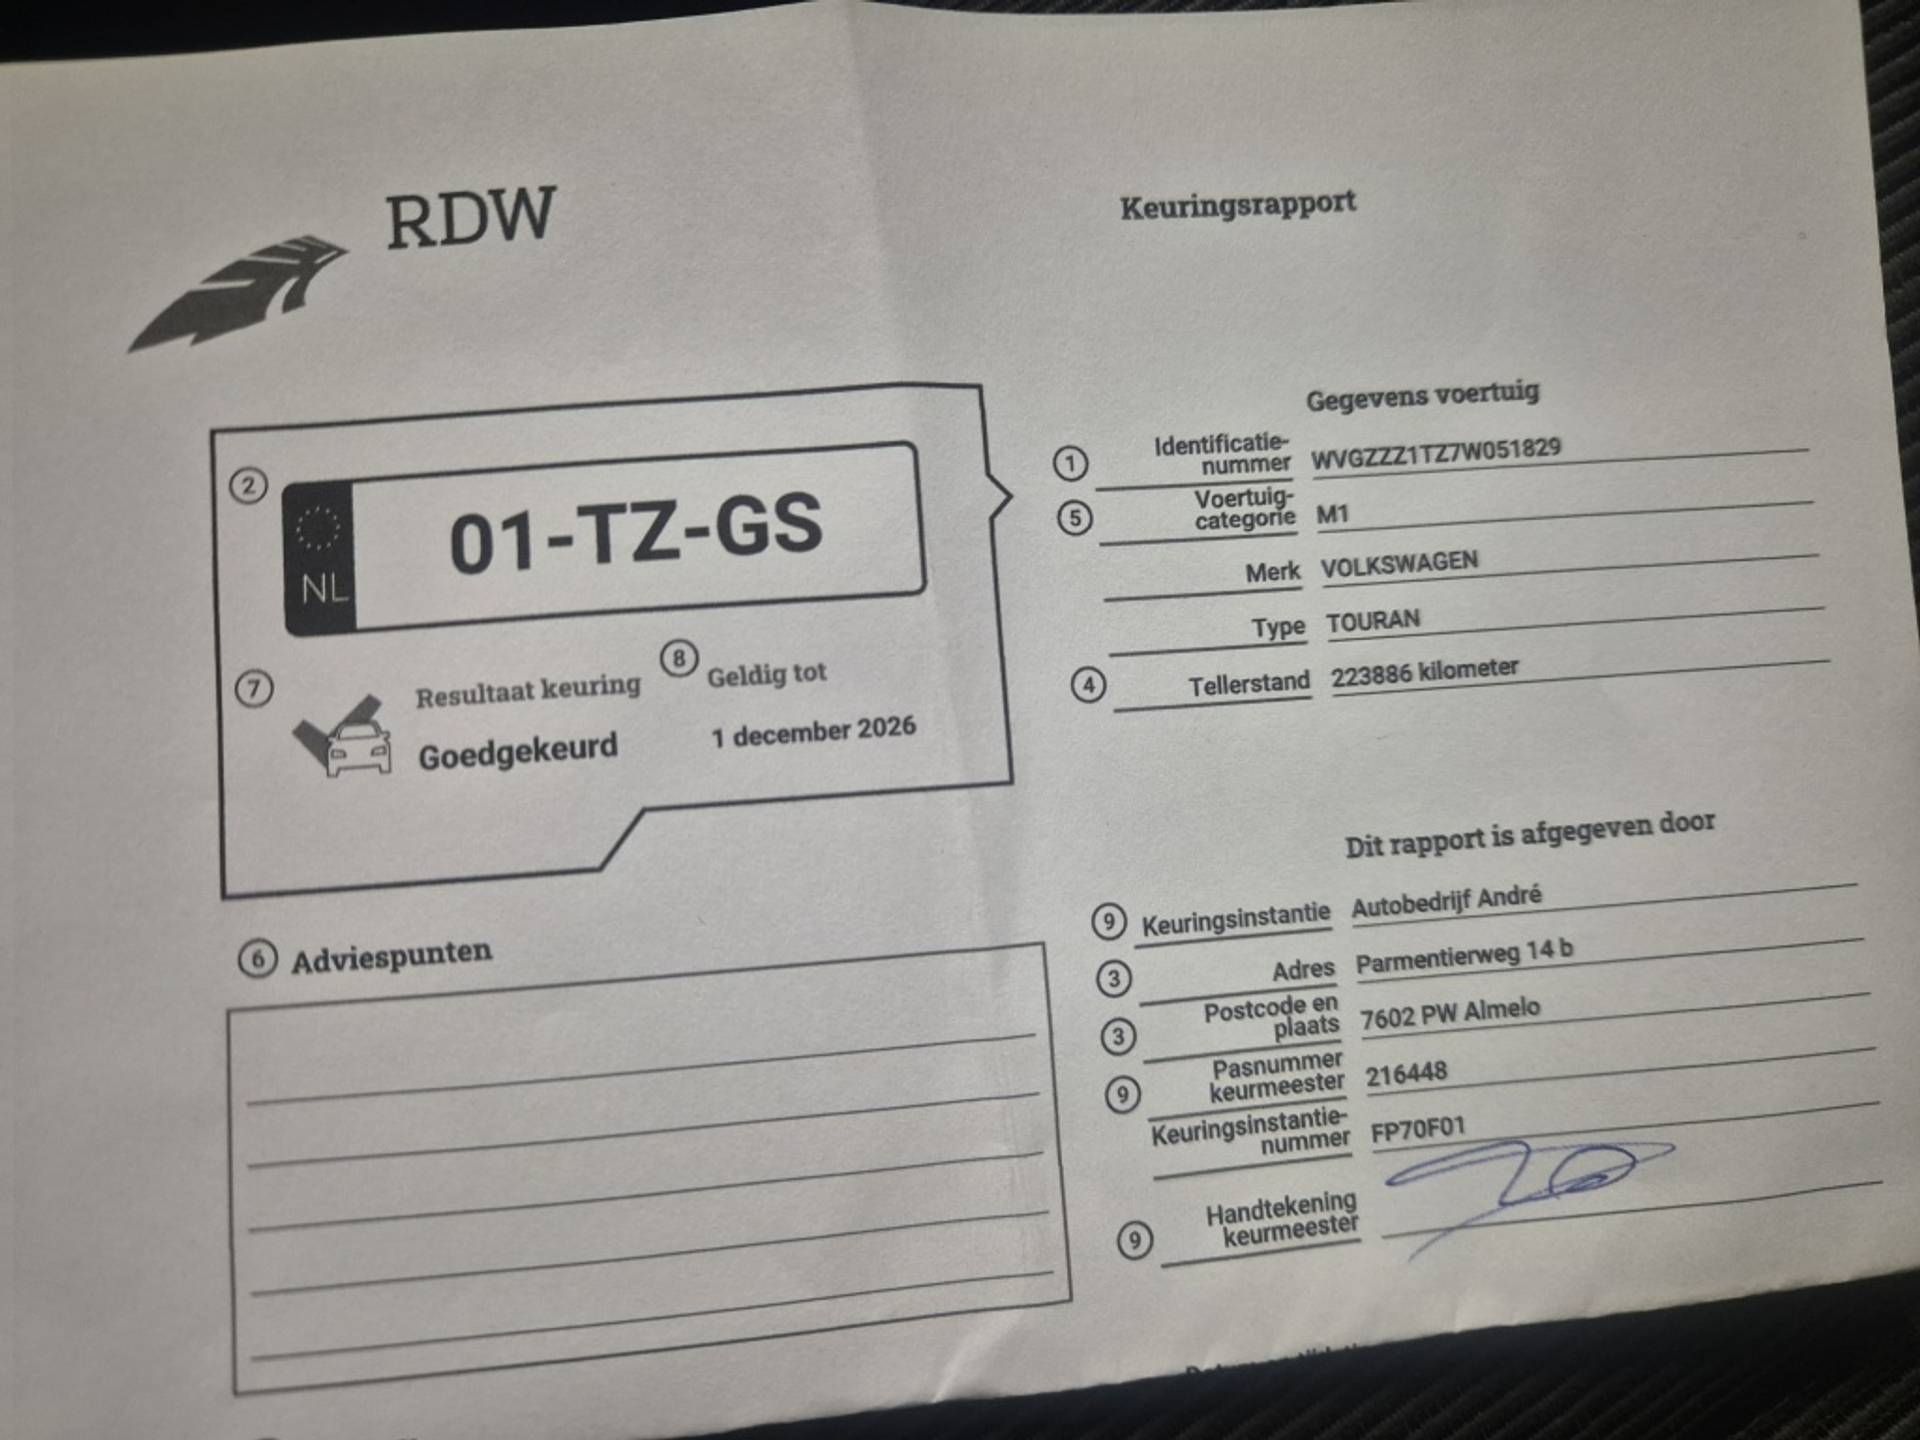 RDW
Keuringsrapport
2
NL
01-TZ-GS
7
Resultaat keuring
Goedgekeurd
8
Geldig tot
1 december 2026
6 Adviespunten
Gegevens voertuig
1 Identificatie-
nummer WVGZZZ1TZ7W051829
5 Voertuig-
categorie M1
Merk VOLKSWAGEN
Type TOURAN
4 Tellerstand 223886 kilometer
Dit rapport is afgegeven door
9 Keuringsinstantie Autobedrijf André
3 Adres Parmentierweg 14 b
3 Postcode en
plaats 7602 PW Almelo
9 Pasnummer
keurmeester 216448
Keuringsinstantie-
nummer FP70F01
9 Handtekening
keurmeester